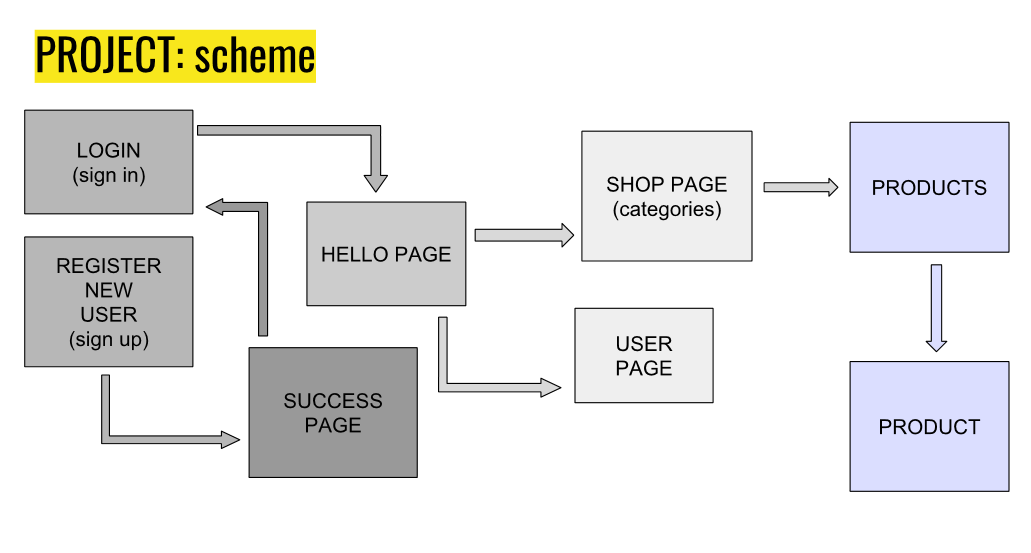 PROJECT: scheme
LOGIN
(sign in)
REGISTER
NEW
USER
(sign up)
SUCCESS
PAGE
HELLO PAGE
SHOP PAGE
(categories)
USER
PAGE
PRODUCTS
PRODUCT